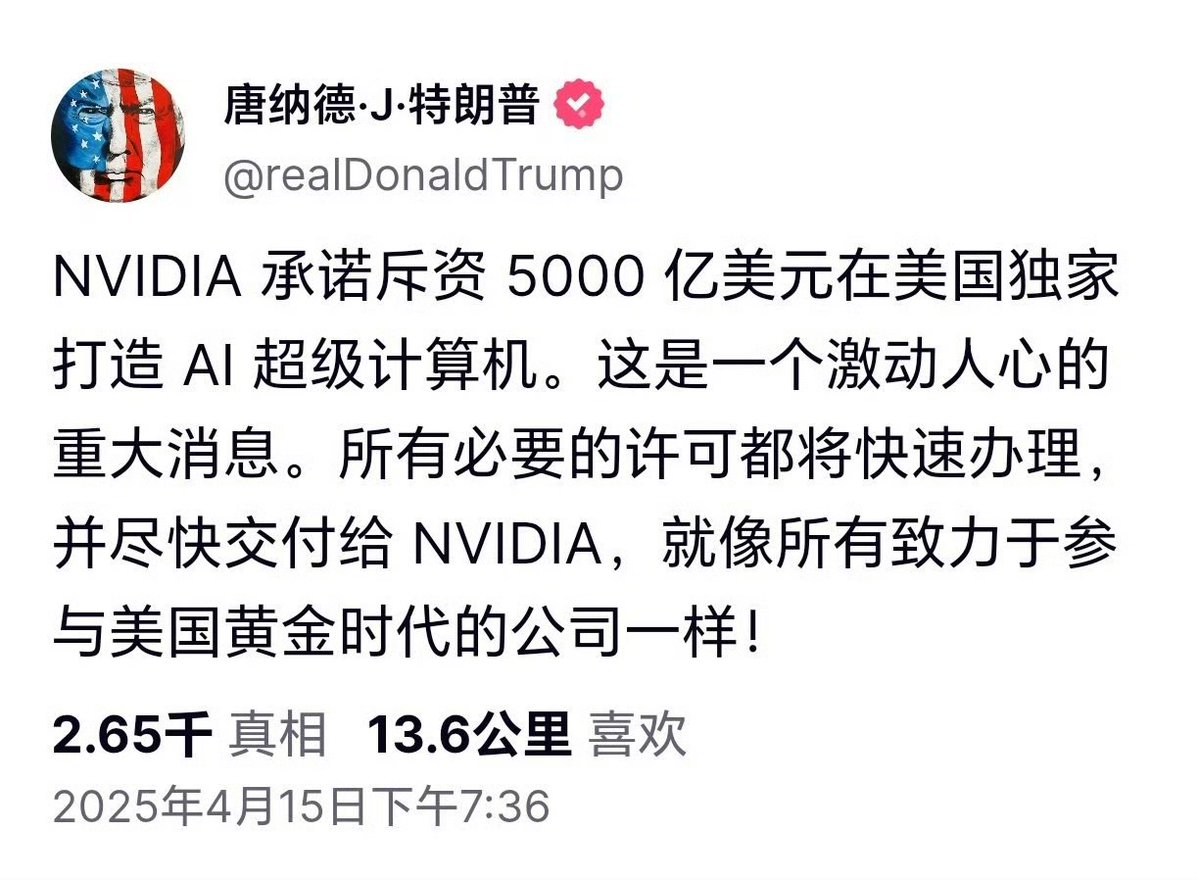 唐纳德·J·特朗普
@realDonaldTrump
NVIDIA 承诺斥资 5000 亿美元在美国独家
打造 AI 超级计算机。这是一个激动人心的
重大消息。所有必要的许可都将快速办理，
并尽快交付给 NVIDIA，就像所有致力于参
与美国黄金时代的公司一样！
2.65千 真相 13.6公里 喜欢
2025年4月15日下午7:36